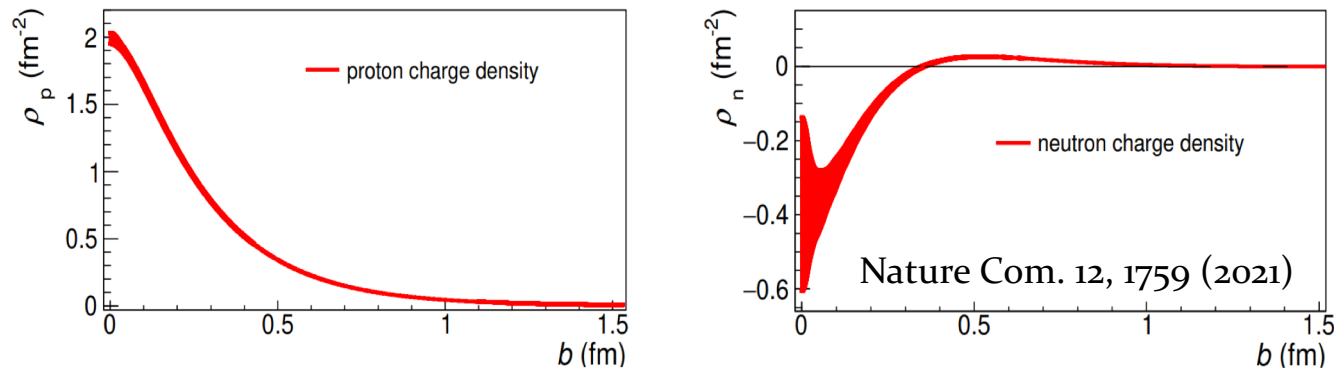 ρ p (fm-2)
2
1.5
1
0.5
0
proton charge density
0 0.5 1 1.5
b (fm)
ρ n (fm-2)
0
−0.2
−0.4
−0.6
neutron charge density
Nature Com. 12, 1759 (2021)
0 0.5 1 1.5
b (fm)